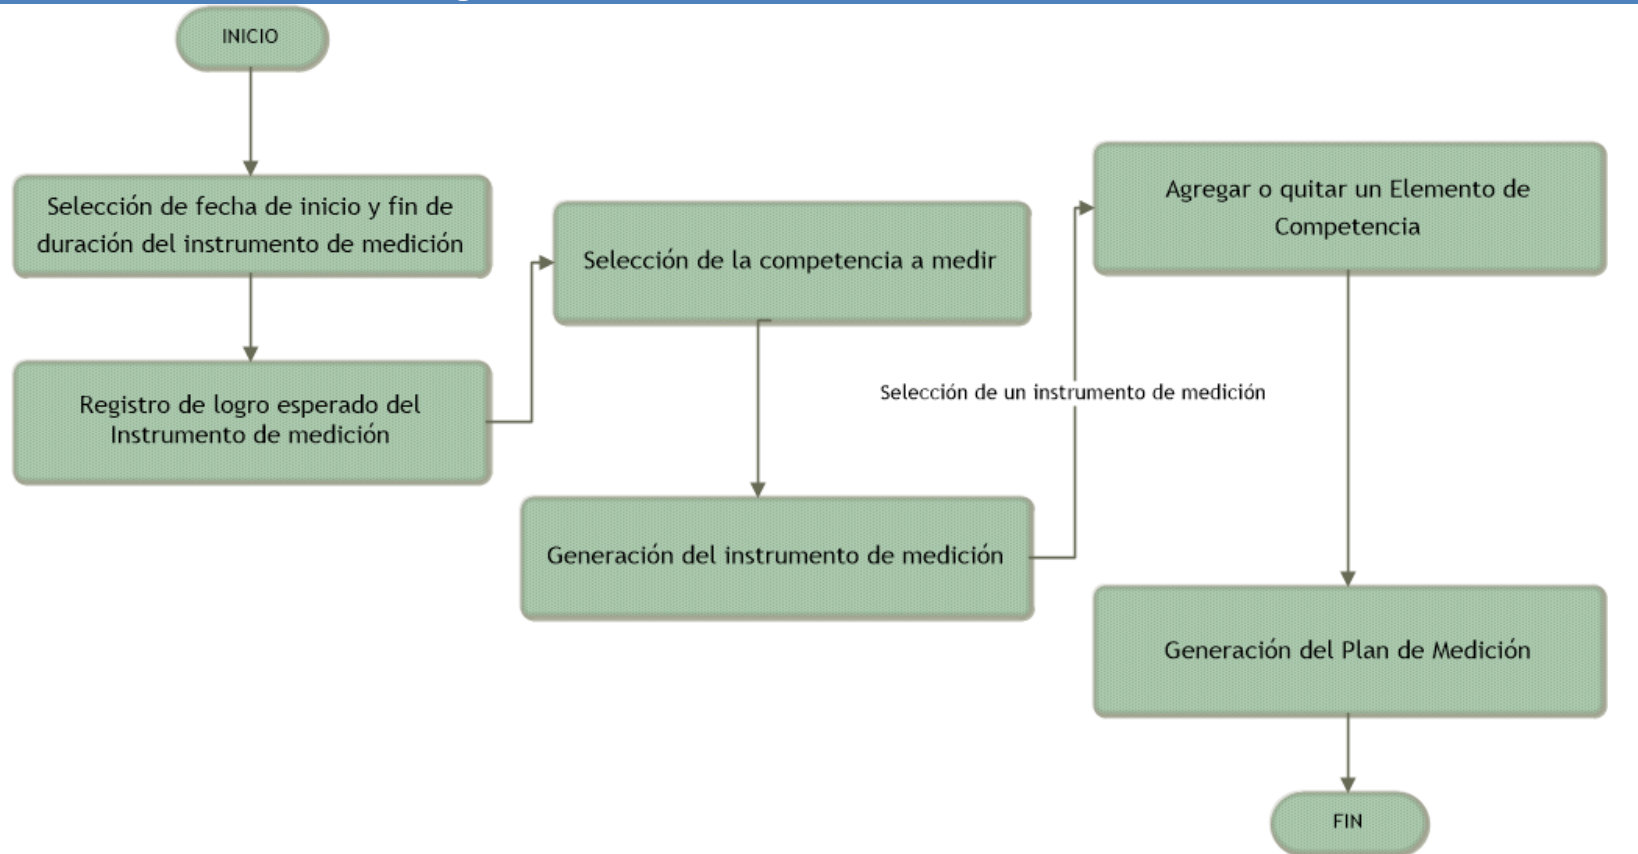 INICIO
Selección de fecha de inicio y fin de
duración del instrumento de medición
Registro de logro esperado del
Instrumento de medición
Selección de la competencia a medir
Generación del instrumento de medición
Selección de un instrumento de medición
Agregar o quitar un Elemento de
Competencia
Generación del Plan de Medición
FIN